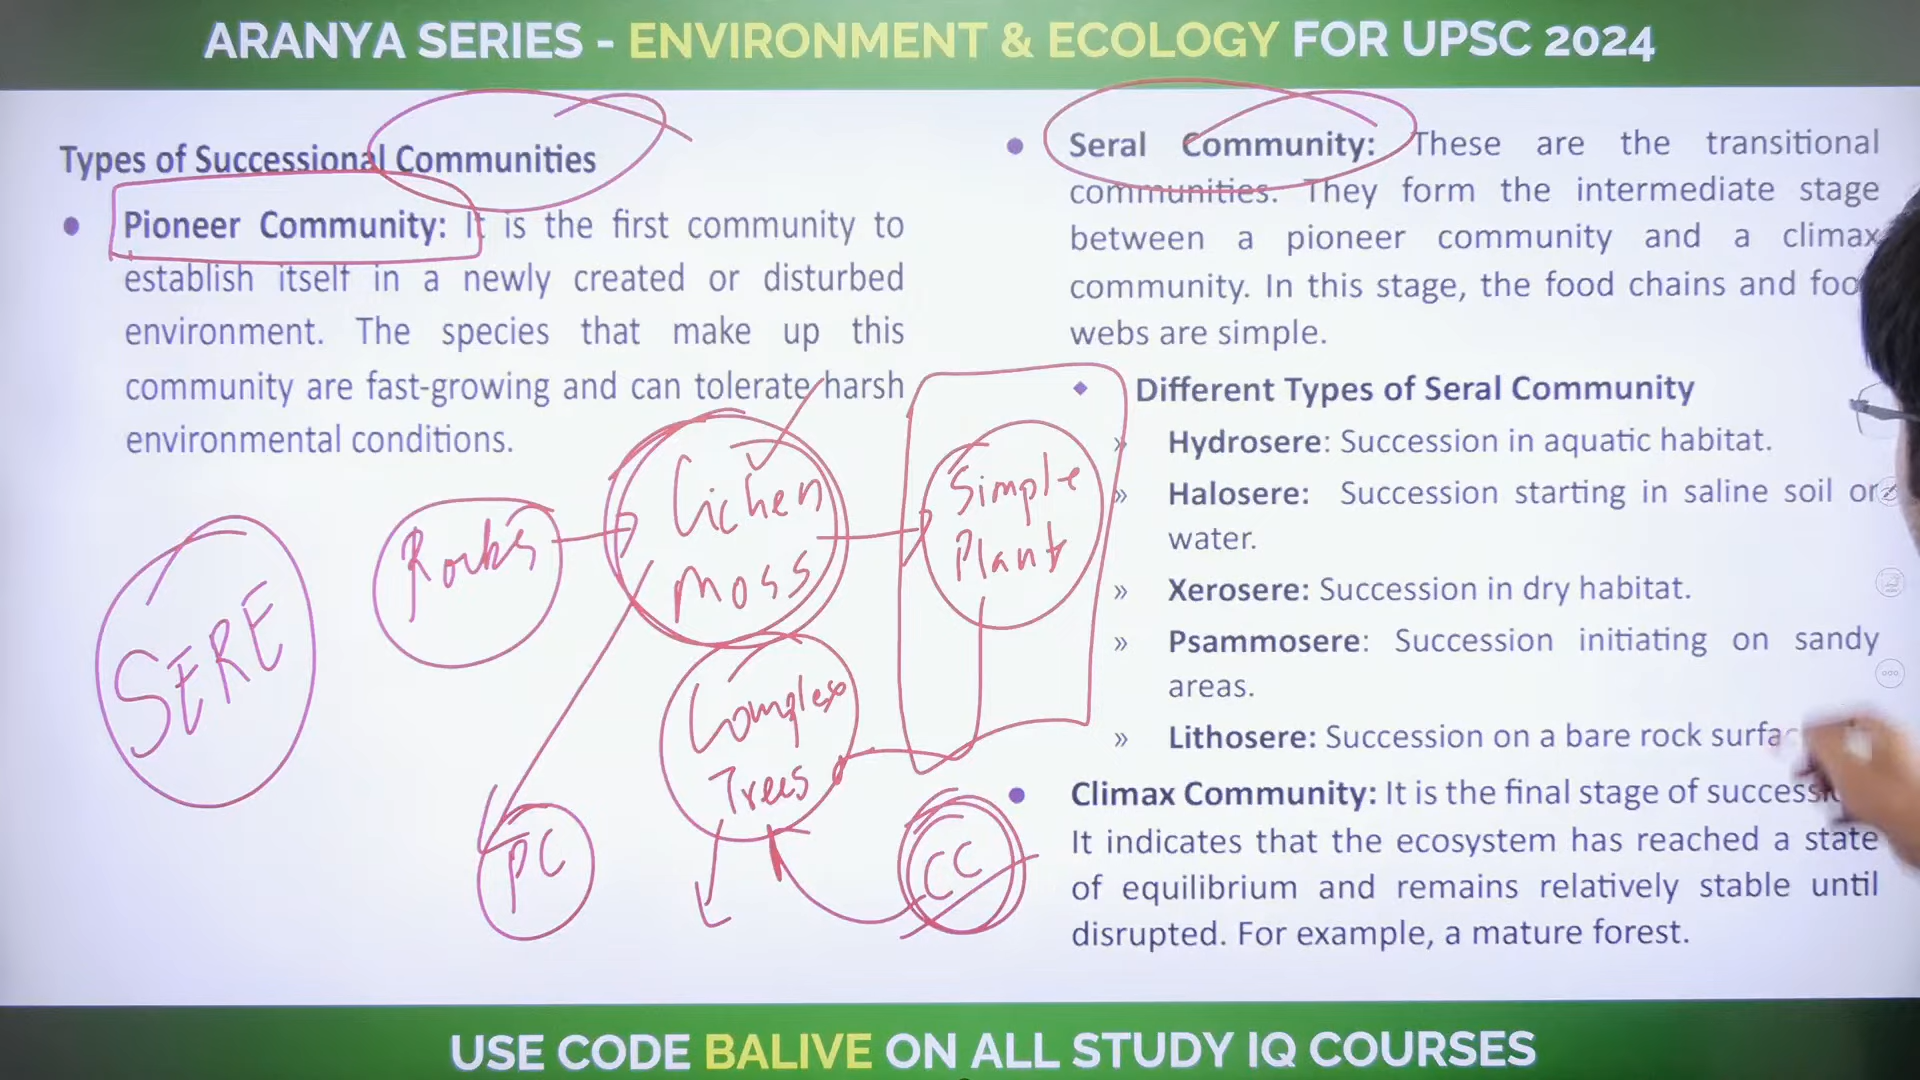 ARANYA SERIES - ENVIRONMENT & ECOLOGY FOR UPSC 2024
Types of Successional Communities
• Pioneer Community: It is the first community to
establish itself in a newly created or disturbed
environment. The species that make up this
community are fast-growing and can tolerate harsh
environmental conditions.
SERE
Rocks
Lichen
Moss
Simple
Plant
Complex
Trees
PC
CC
• Seral Community: These are the transitional
communities. They form the intermediate stage
between a pioneer community and a climax
community. In this stage, the food chains and
webs are simple.
Different Types of Seral Community
» Hydrosere: Succession in aquatic habitat.
» Halosere: Succession starting in saline soil or
water.
» Xerosere: Succession in dry habitat.
» Psammosere: Succession initiating on sandy
areas.
» Lithosere: Succession on a bare rock
• Climax Community: It is the final stage of
It indicates that the ecosystem has reached a state
of equilibrium and remains relatively stable until
disrupted. For example, a mature forest.
USE CODE BALIVE ON ALL STUDY IQ COURSES